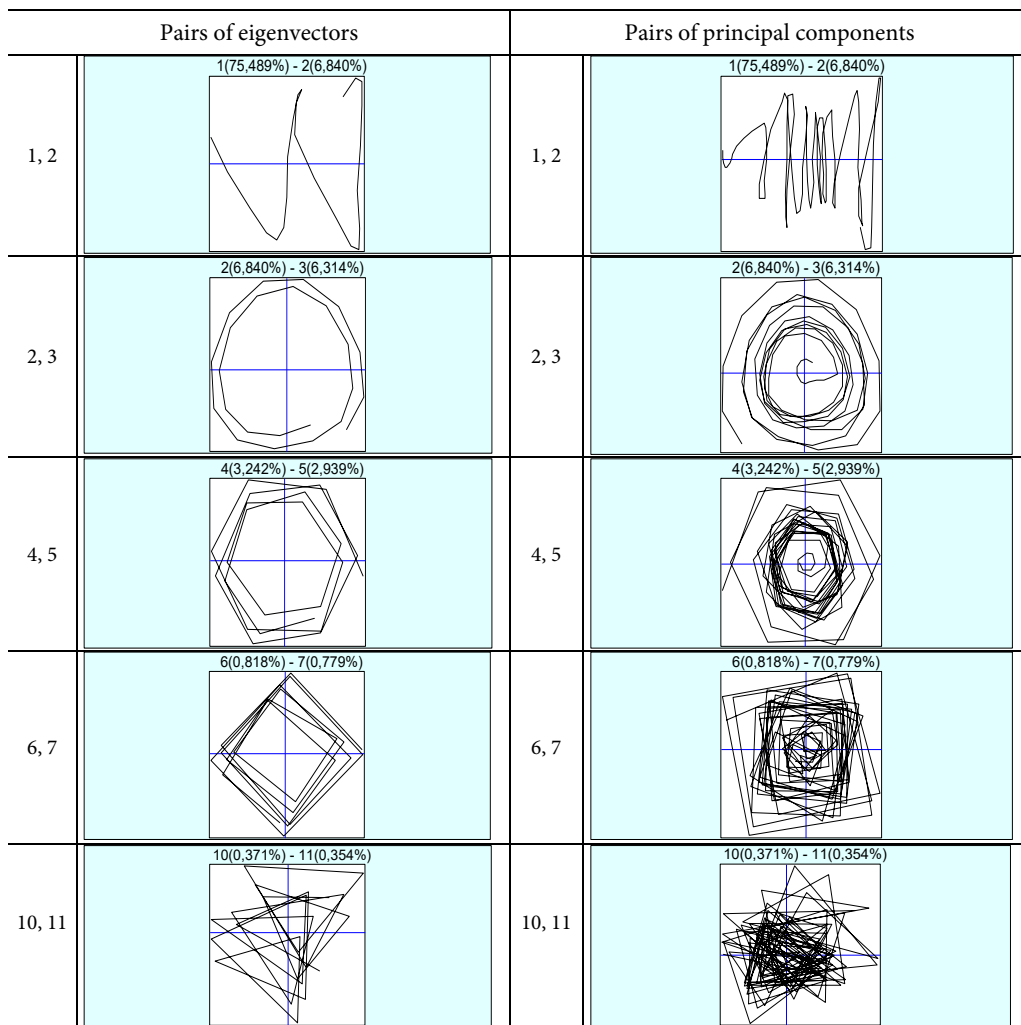 Pairs of eigenvectors Pairs of principal components
1(75,489%) - 2(6,840%) 1(75,489%) - 2(6,840%)
1, 2 1, 2
2(6,840%) - 3(6,314%) 2(6,840%) - 3(6,314%)
2, 3 2, 3
4(3,242%) - 5(2,939%) 4(3,242%) - 5(2,939%)
4, 5 4, 5
6(0,818%) - 7(0,779%) 6(0,818%) - 7(0,779%)
6, 7 6, 7
10(0,371%) - 11(0,354%) 10(0,371%) - 11(0,354%)
10, 11 10, 11